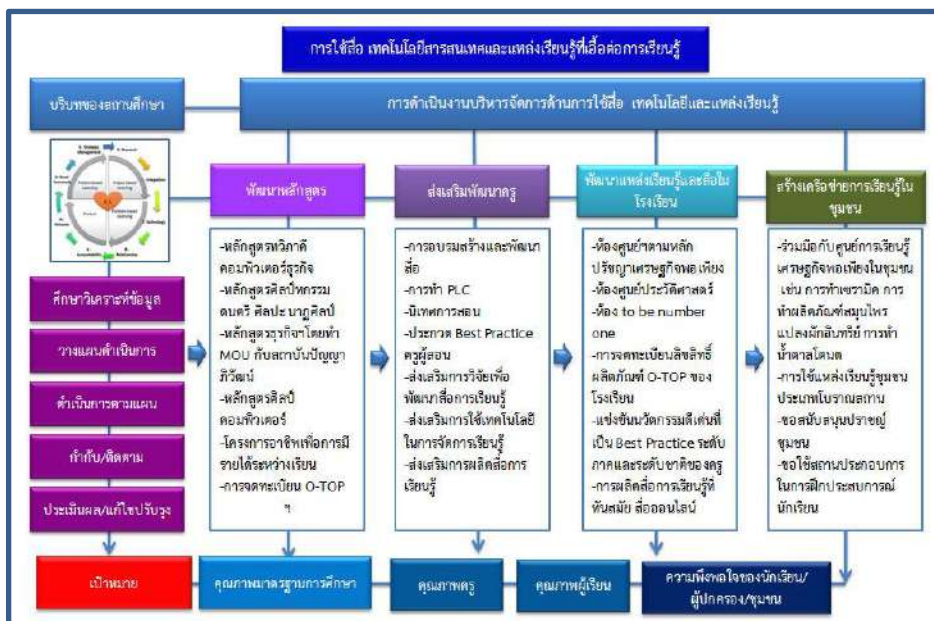 การใช้สื่อ เทคโนโลยีสารสนเทศและแหล่งเรียนรู้ที่เอื้อต่อการเรียนรู้
บริบทของสถานศึกษา
การดำเนินงานบริหารจัดการด้านการใช้สื่อ เทคโนโลยีและแหล่งเรียนรู้
ศึกษาวิเคราะห์ข้อมูล
วางแผนดำเนินการ
ดำเนินการตามแผน
กำกับ/ติดตาม
ประเมินผล/แก้ไขปรับปรุง
พัฒนาหลักสูตร
-หลักสูตรทวิภาคี
คอมพิวเตอร์ธุรกิจ
-หลักสูตรศิลป์หกรรม
ดนตรี ศิลปะ นาฏศิลป์
-หลักสูตรธุรกิจฯโดยทำ
MOU กับสถาบันปัญญา
ภิวัฒน์
-หลักสูตรศิลป์
คอมพิวเตอร์
-โครงการอาชีพเพื่อการมี
รายได้ระหว่างเรียน
-การจดทะเบียน O-TOP
ฯ
ส่งเสริมพัฒนาครู
-การอบรมสร้างและพัฒนา
สื่อ
-การทำ PLC
-นิเทศการสอน
-ประกวด Best Practice
ครูผู้สอน
-ส่งเสริมการวิจัยเพื่อ
พัฒนาสื่อการเรียนรู้
-ส่งเสริมการใช้เทคโนโลยี
ในการจัดการเรียนรู้
-ส่งเสริมการผลิตสื่อการ
เรียนรู้
พัฒนาแหล่งเรียนรู้และสื่อใน
โรงเรียน
-ห้องศูนย์ฯตามหลัก
ปรัชญาเศรษฐกิจพอเพียง
-ห้องศูนย์ประวัติศาสตร์
-ห้อง to be number
one
-การจดทะเบียนลิขสิทธิ์
ผลิตภัณฑ์ O-TOP ของ
โรงเรียน
-แข่งขันนวัตกรรมดีเด่นที่
เป็น Best Practice ระดับ
ภาคและระดับชาติของครู
-การผลิตสื่อการเรียนรู้ที่
ทันสมัย สื่อออนไลน์
สร้างเครือข่ายการเรียนรู้ใน
ชุมชน
-ร่วมมือกับศูนย์การเรียนรู้
เศรษฐกิจพอเพียงในชุมชน
เช่น การทำเซรามิค การ
ทำผลิตภัณฑ์สมุนไพร
แปลงผักอินทรีย์ การทำ
น้ำตาลโตนด
-การใช้แหล่งเรียนรู้ชุมชน
ประเภทโบราณสถาน
-ขอสนับสนุนปราชญ์
ชุมชน
-ขอใช้สถานประกอบการ
ในการฝึกประสบการณ์
นักเรียน
เป้าหมาย
คุณภาพมาตรฐานการศึกษา
คุณภาพครู
คุณภาพผู้เรียน
ความพึงพอใจของนักเรียน/
ผู้ปกครอง/ชุมชน